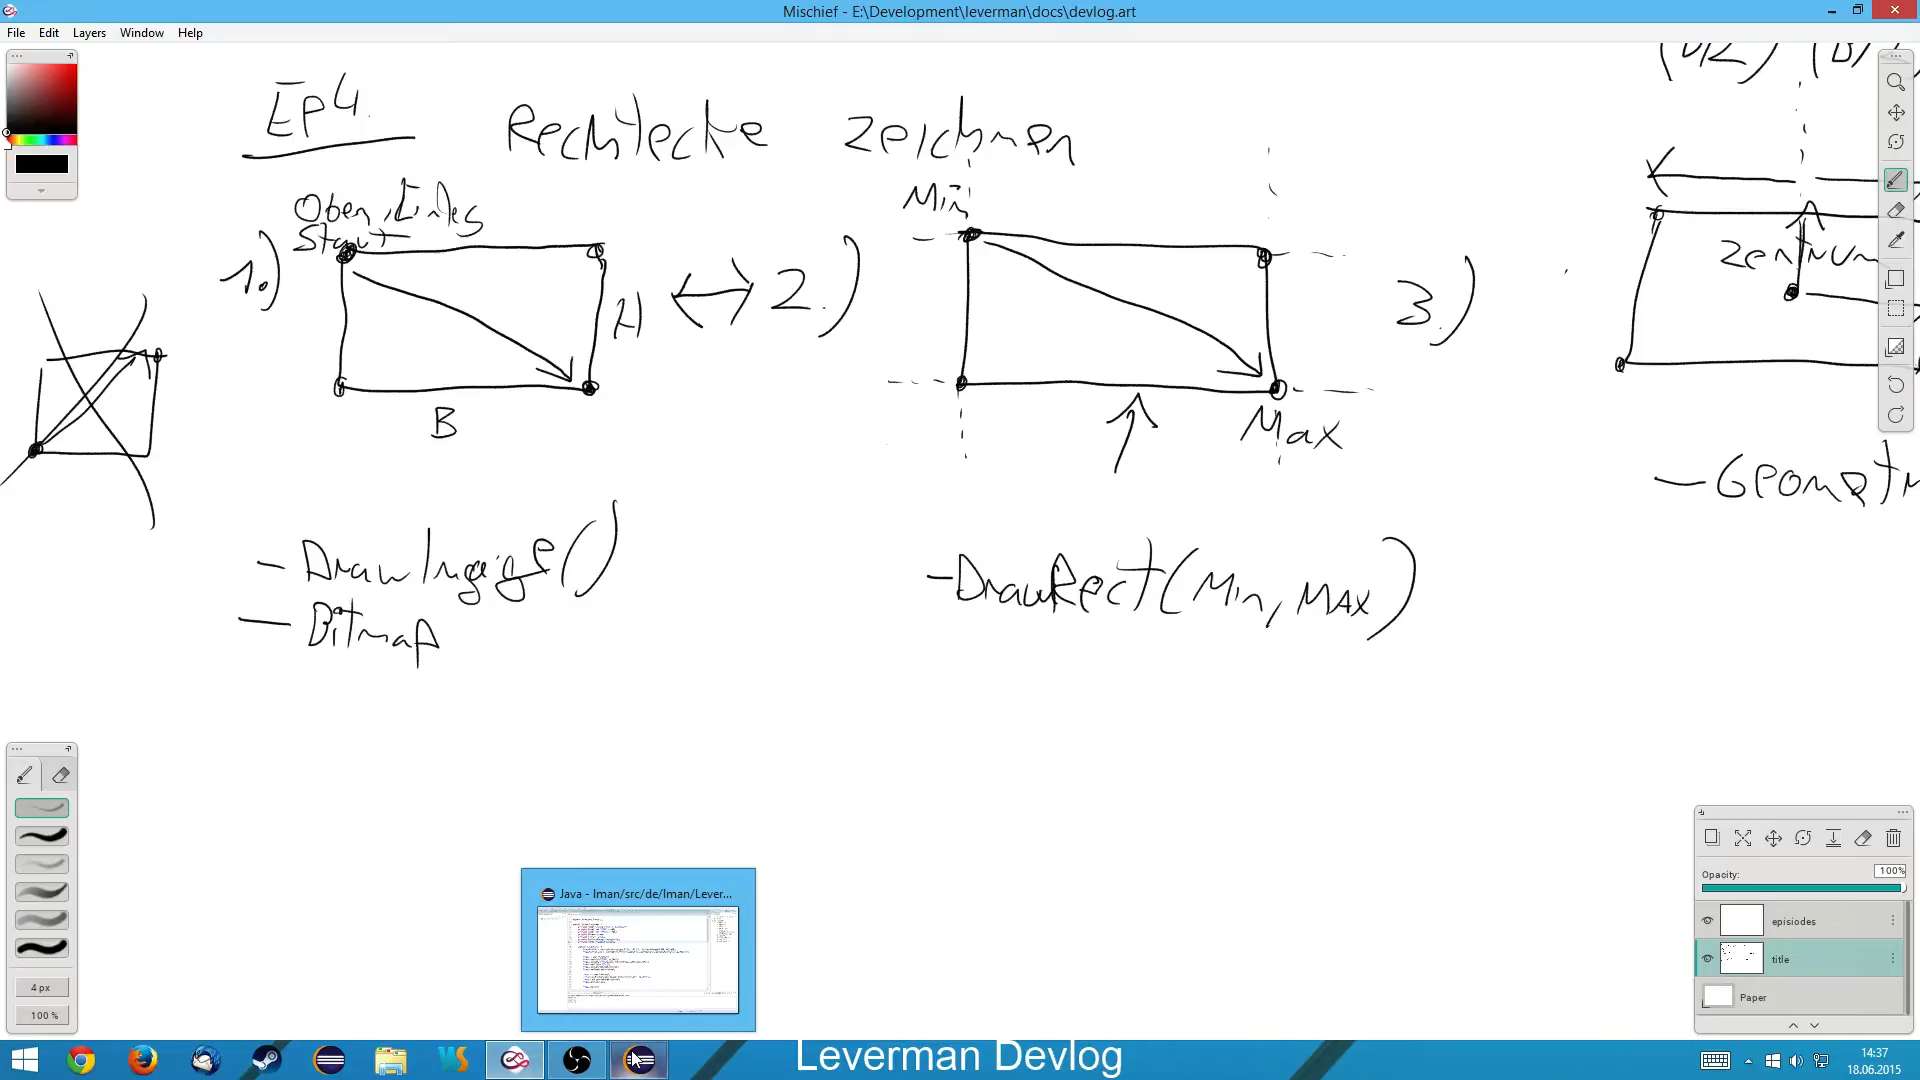 Mischief - E:\Development\leverman\docs\devlog.art
File Edit Layers Window Help
Ep4. Rechtecke zeichnen
Oben, Links
Start
Min
Zentrum
1.)
H
2.)
3.)
B
Max
- Geomet
- DrawImage()
- Bitmap
- DrawRect(Min, MAX)
Java - lman/src/de/lman/Lever...
4 px
100 %
Opacity: 100%
episiodes
title
Paper
Leverman Devlog
14:37
18.06.2015